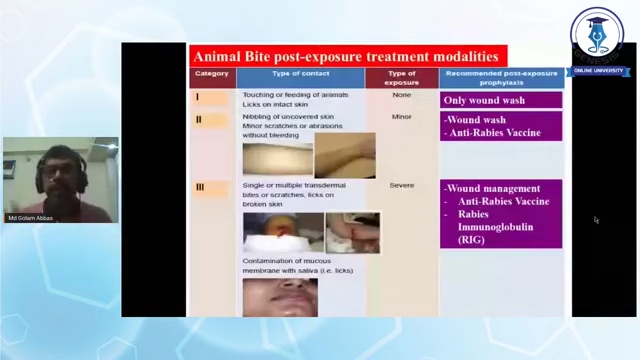 GENESIS
ONLINE UNIVERSITY
Animal Bite post-exposure treatment modalities
Category
Type of contact
Type of exposure
Recommended post-exposure prophylaxis
I
Touching or feeding of animals
Licks on intact skin
None
Only wound wash
II
Nibbling of uncovered skin
Minor scratches or abrasions
without bleeding
Minor
-Wound wash
- Anti-Rabies Vaccine
III
Single or multiple transdermal
bites or scratches, licks on
broken skin
Severe
-Wound management
- Anti-Rabies Vaccine
- Rabies
Immunoglobulin
(RIG)
Contamination of mucous
membrane with saliva (i.e. licks)
Md Golam Abbas